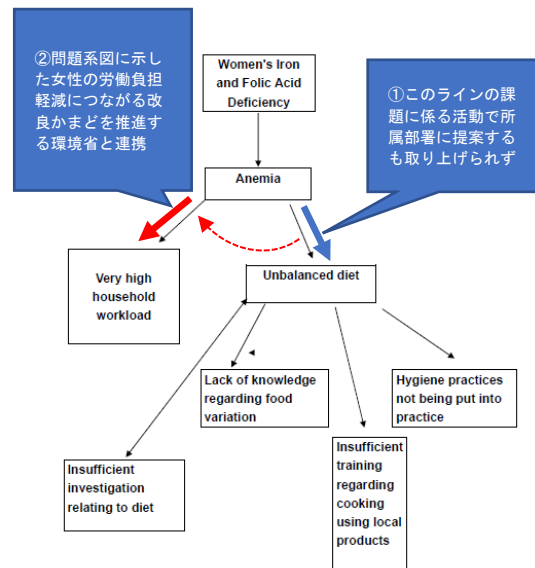 ②問題系図に示し
た女性の労働負担
軽減につながる改
良かまどを推進す
る環境省と連携
Women's Iron
and Folic Acid
Deficiency
①このラインの課
題に係る活動で所
属部署に提案する
も取り上げられず
Anemia
Very high
household
workload
Unbalanced diet
Lack of knowledge
regarding food
variation
Hygiene practices
not being put into
practice
Insufficient
investigation
relating to diet
Insufficient
training
regarding
cooking
using local
products